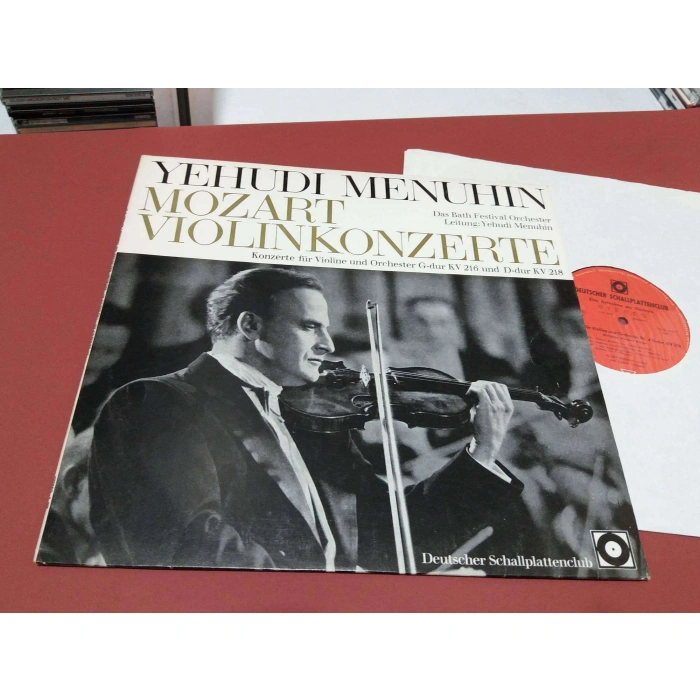 YEHUDI MENUHIN
MOZART
VIOLINKONZERTE
Das Bath Festival Orchester
Leitung: Yehudi Menuhin
Konzerte für Violine und Orchester G-dur KV 216 und D-dur KV 218
Deutscher Schallplattenclub
DEUTSCHER SCHALLPLATTENCLUB